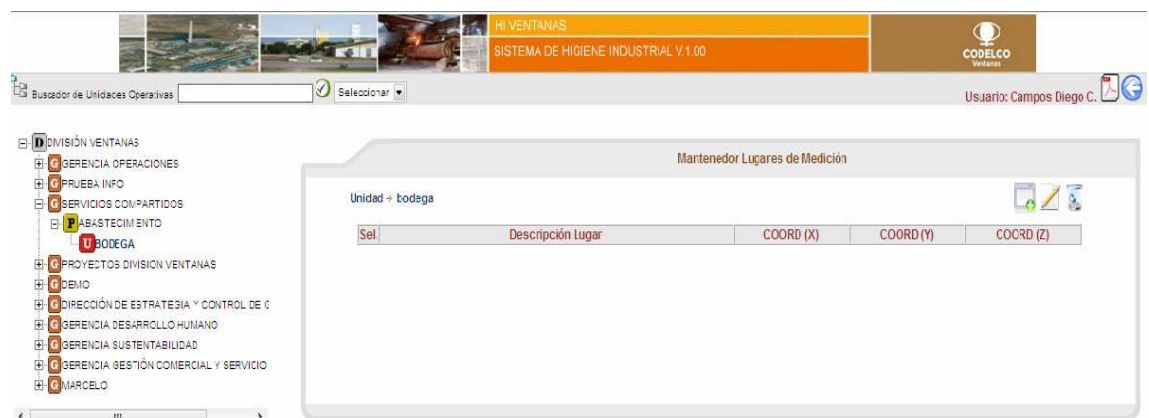 HI VENTANAS
SISTEMA DE HIGIENE INDUSTRIAL V.1.00
CODELCO
Ventanas
Buscador de Unidades Operativas
Seleccionar
Usuario: Campos Diego C.
D DIVISIÓN VENTANAS
G GERENCIA OPERACIONES
G PRUEBA INFO
G SERVICIOS COMPARTIDOS
P ABASTECIMIENTO
U BODEGA
G PROYECTOS DIVISION VENTANAS
G DEMO
G DIRECCIÓN DE ESTRATEGIA Y CONTROL DE G
G GERENCIA DESARROLLO HUMANO
G GERENCIA SUSTENTABILIDAD
G GERENCIA GESTIÓN COMERCIAL Y SERVICIO
G MARCELO
Mantenedor Lugares de Medición
Unidad → bodega
Sel. Descripción Lugar COORD (X) COORD (Y) COORD (Z)